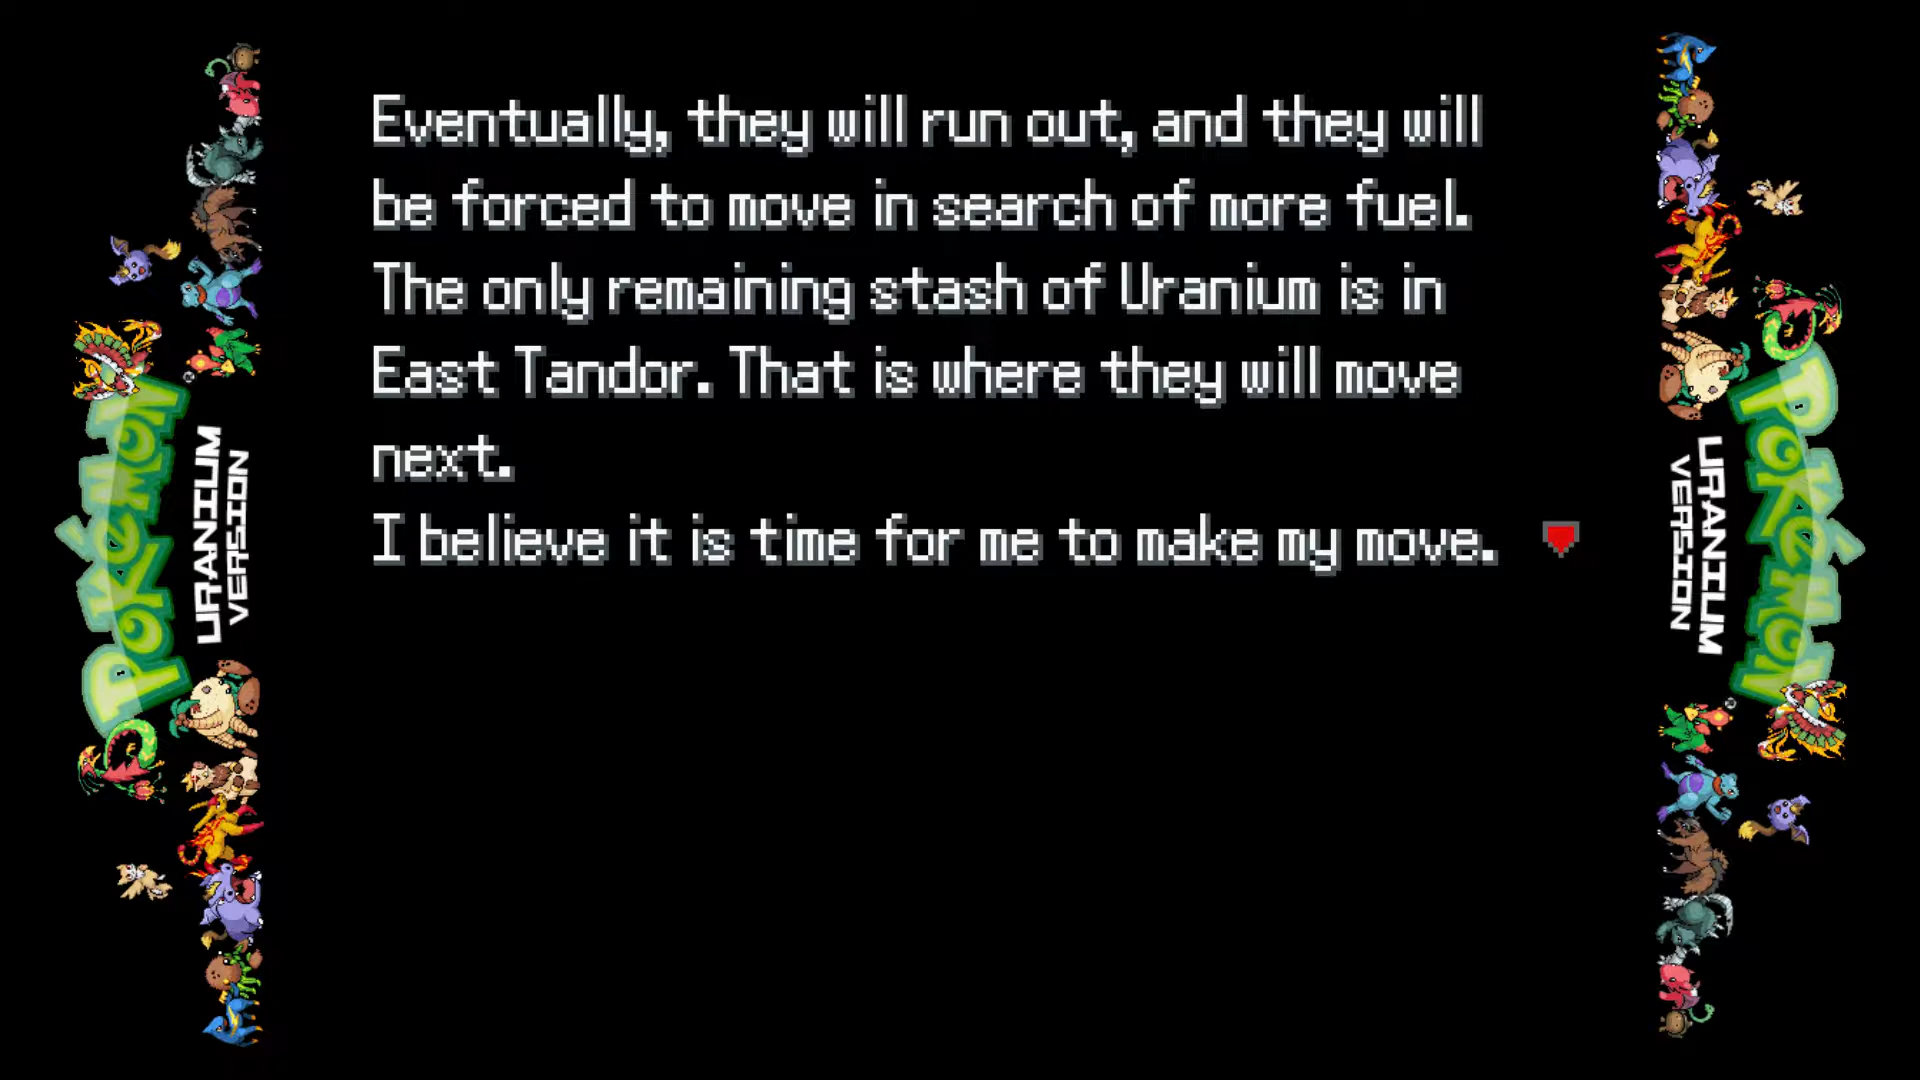 Eventually, they will run out, and they will
be forced to move in search of more fuel.
The only remaining stash of Uranium is in
East Tandor. That is where they will move
next.
I believe it is time for me to make my move.
POKéMON
URANIUM
VERSION
POKéMON
URANIUM
VERSION